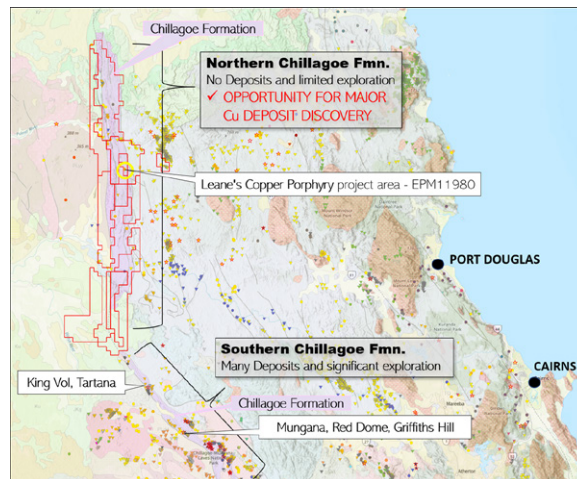 Chillagoe Formation
Northern Chillagoe Fmn.
No Deposits and limited exploration
✓ OPPORTUNITY FOR MAJOR
Cu DEPOSIT DISCOVERY
Leane's Copper Porphyry project area - EPM11980
PORT DOUGLAS
Southern Chillagoe Fmn.
Many Deposits and significant exploration
CAIRNS
King Vol, Tartana
Chillagoe Formation
Mareeba
Mungana, Red Dome, Griffiths Hill
Atherton